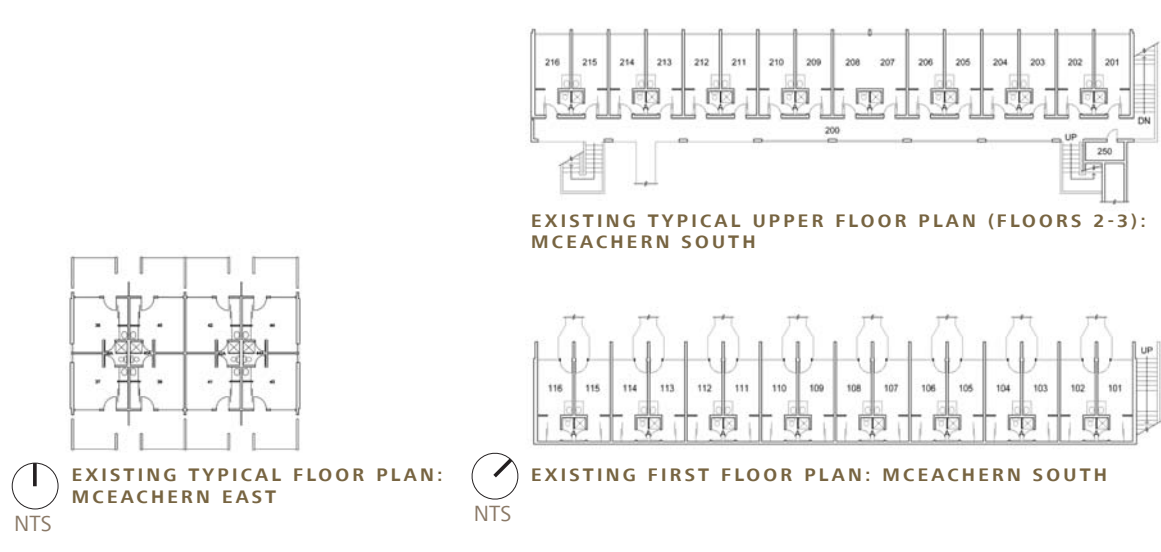 216 215 214 213 212 211 210 209 208 207 206 205 204 203 202 201
DN
200
UP
250
EXISTING TYPICAL UPPER FLOOR PLAN (FLOORS 2-3):
MCEACHERN SOUTH
116 115 114 113 112 111 110 109 108 107 106 105 104 103 102 101
UP
EXISTING TYPICAL FLOOR PLAN:
MCEACHERN EAST
NTS
EXISTING FIRST FLOOR PLAN: MCEACHERN SOUTH
NTS